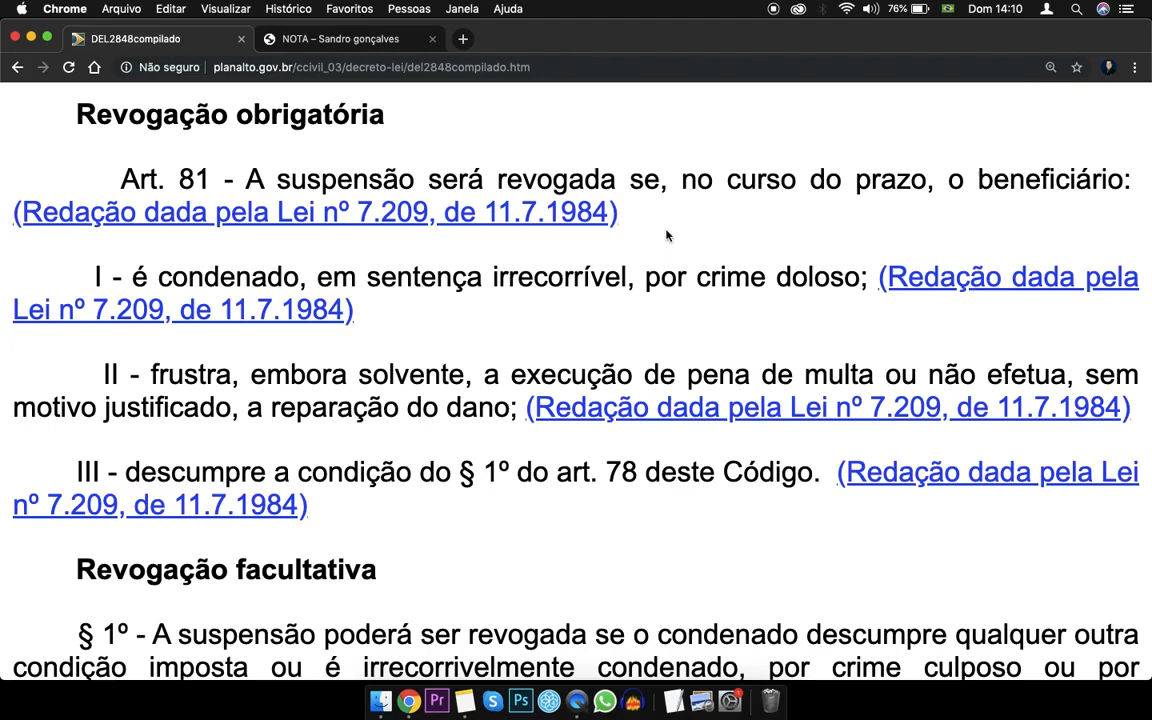 Chrome Arquivo Editar Visualizar Histórico Favoritos Pessoas Janela Ajuda 76% Dom 14:10
DEL2848compilado NOTA – Sandro gonçalves
Não seguro planalto.gov.br/ccivil_03/decreto-lei/del2848compilado.htm
Revogação obrigatória
Art. 81 - A suspensão será revogada se, no curso do prazo, o beneficiário:
(Redação dada pela Lei nº 7.209, de 11.7.1984)
I - é condenado, em sentença irrecorrível, por crime doloso; (Redação dada pela
Lei nº 7.209, de 11.7.1984)
II - frustra, embora solvente, a execução de pena de multa ou não efetua, sem
motivo justificado, a reparação do dano; (Redação dada pela Lei nº 7.209, de 11.7.1984)
III - descumpre a condição do § 1º do art. 78 deste Código. (Redação dada pela Lei
nº 7.209, de 11.7.1984)
Revogação facultativa
§ 1º - A suspensão poderá ser revogada se o condenado descumpre qualquer outra
condição imposta ou é irrecorrivelmente condenado, por crime culposo ou por
Pr Ps